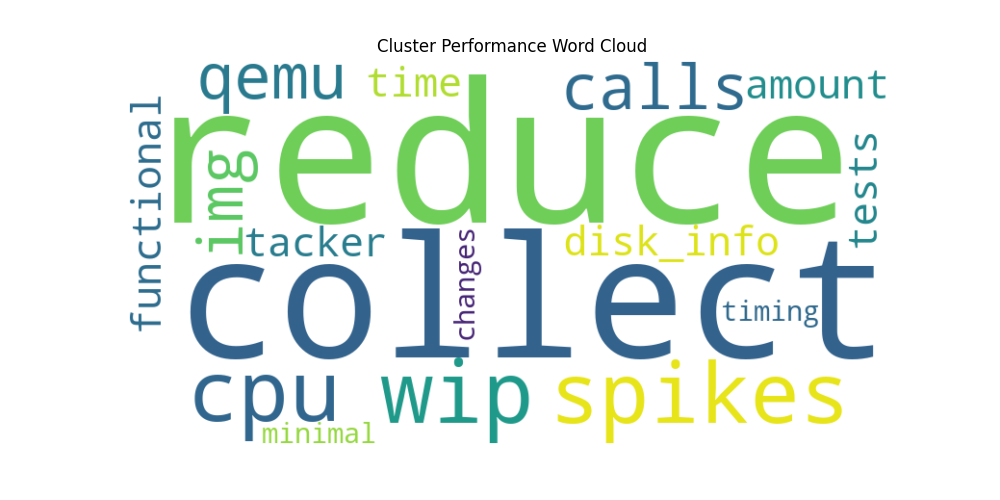 Cluster Performance Word Cloud
qemu
time
calls
amount
functional
reduce
img
tests
tacker
changes
disk_info
collect
timing
cpu
wip
spikes
minimal